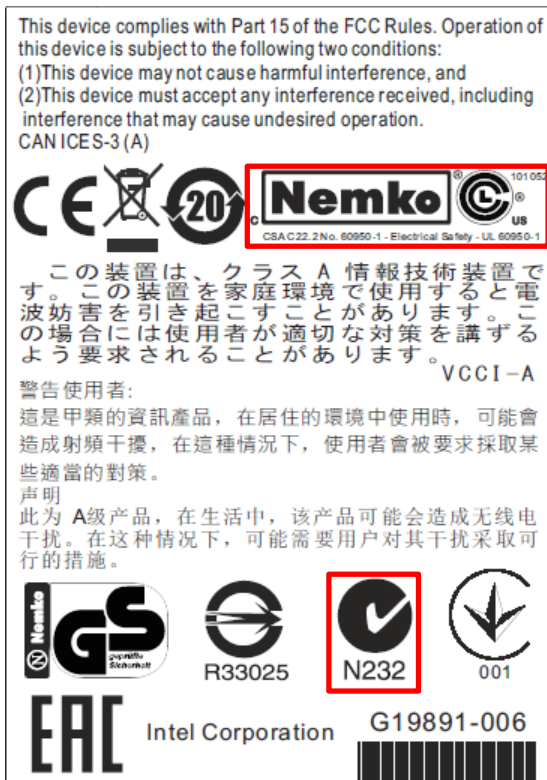 This device complies with Part 15 of the FCC Rules. Operation of
this device is subject to the following two conditions:
(1)This device may not cause harmful interference, and
(2)This device must accept any interference received, including
interference that may cause undesired operation.
CAN ICES-3 (A)
CE 20 C Nemko ® CL ® 101052 US
CSA C22.2 No. 60950-1 - Electrical Safety - UL 60950-1
この装置は、クラス A 情報技術装置で
す。この装置を家庭環境で使用すると電
波妨害を引き起こすことがあります。こ
の場合には使用者が適切な対策を講ずる
よう要求されることがあります。
VCCI-A
警告使用者:
這是甲類的資訊產品，在居住的環境中使用時，可能會
造成射頻干擾，在這種情況下，使用者會被要求採取某
些適當的對策。
声明
此为 A级产品，在生活中，该产品可能会造成无线电
干扰。在这种情况下，可能需要用户对其干扰采取可
行的措施。
N Nemko GS geprüfte Sicherheit
R33025 N232 001
EAC Intel Corporation G19891-006